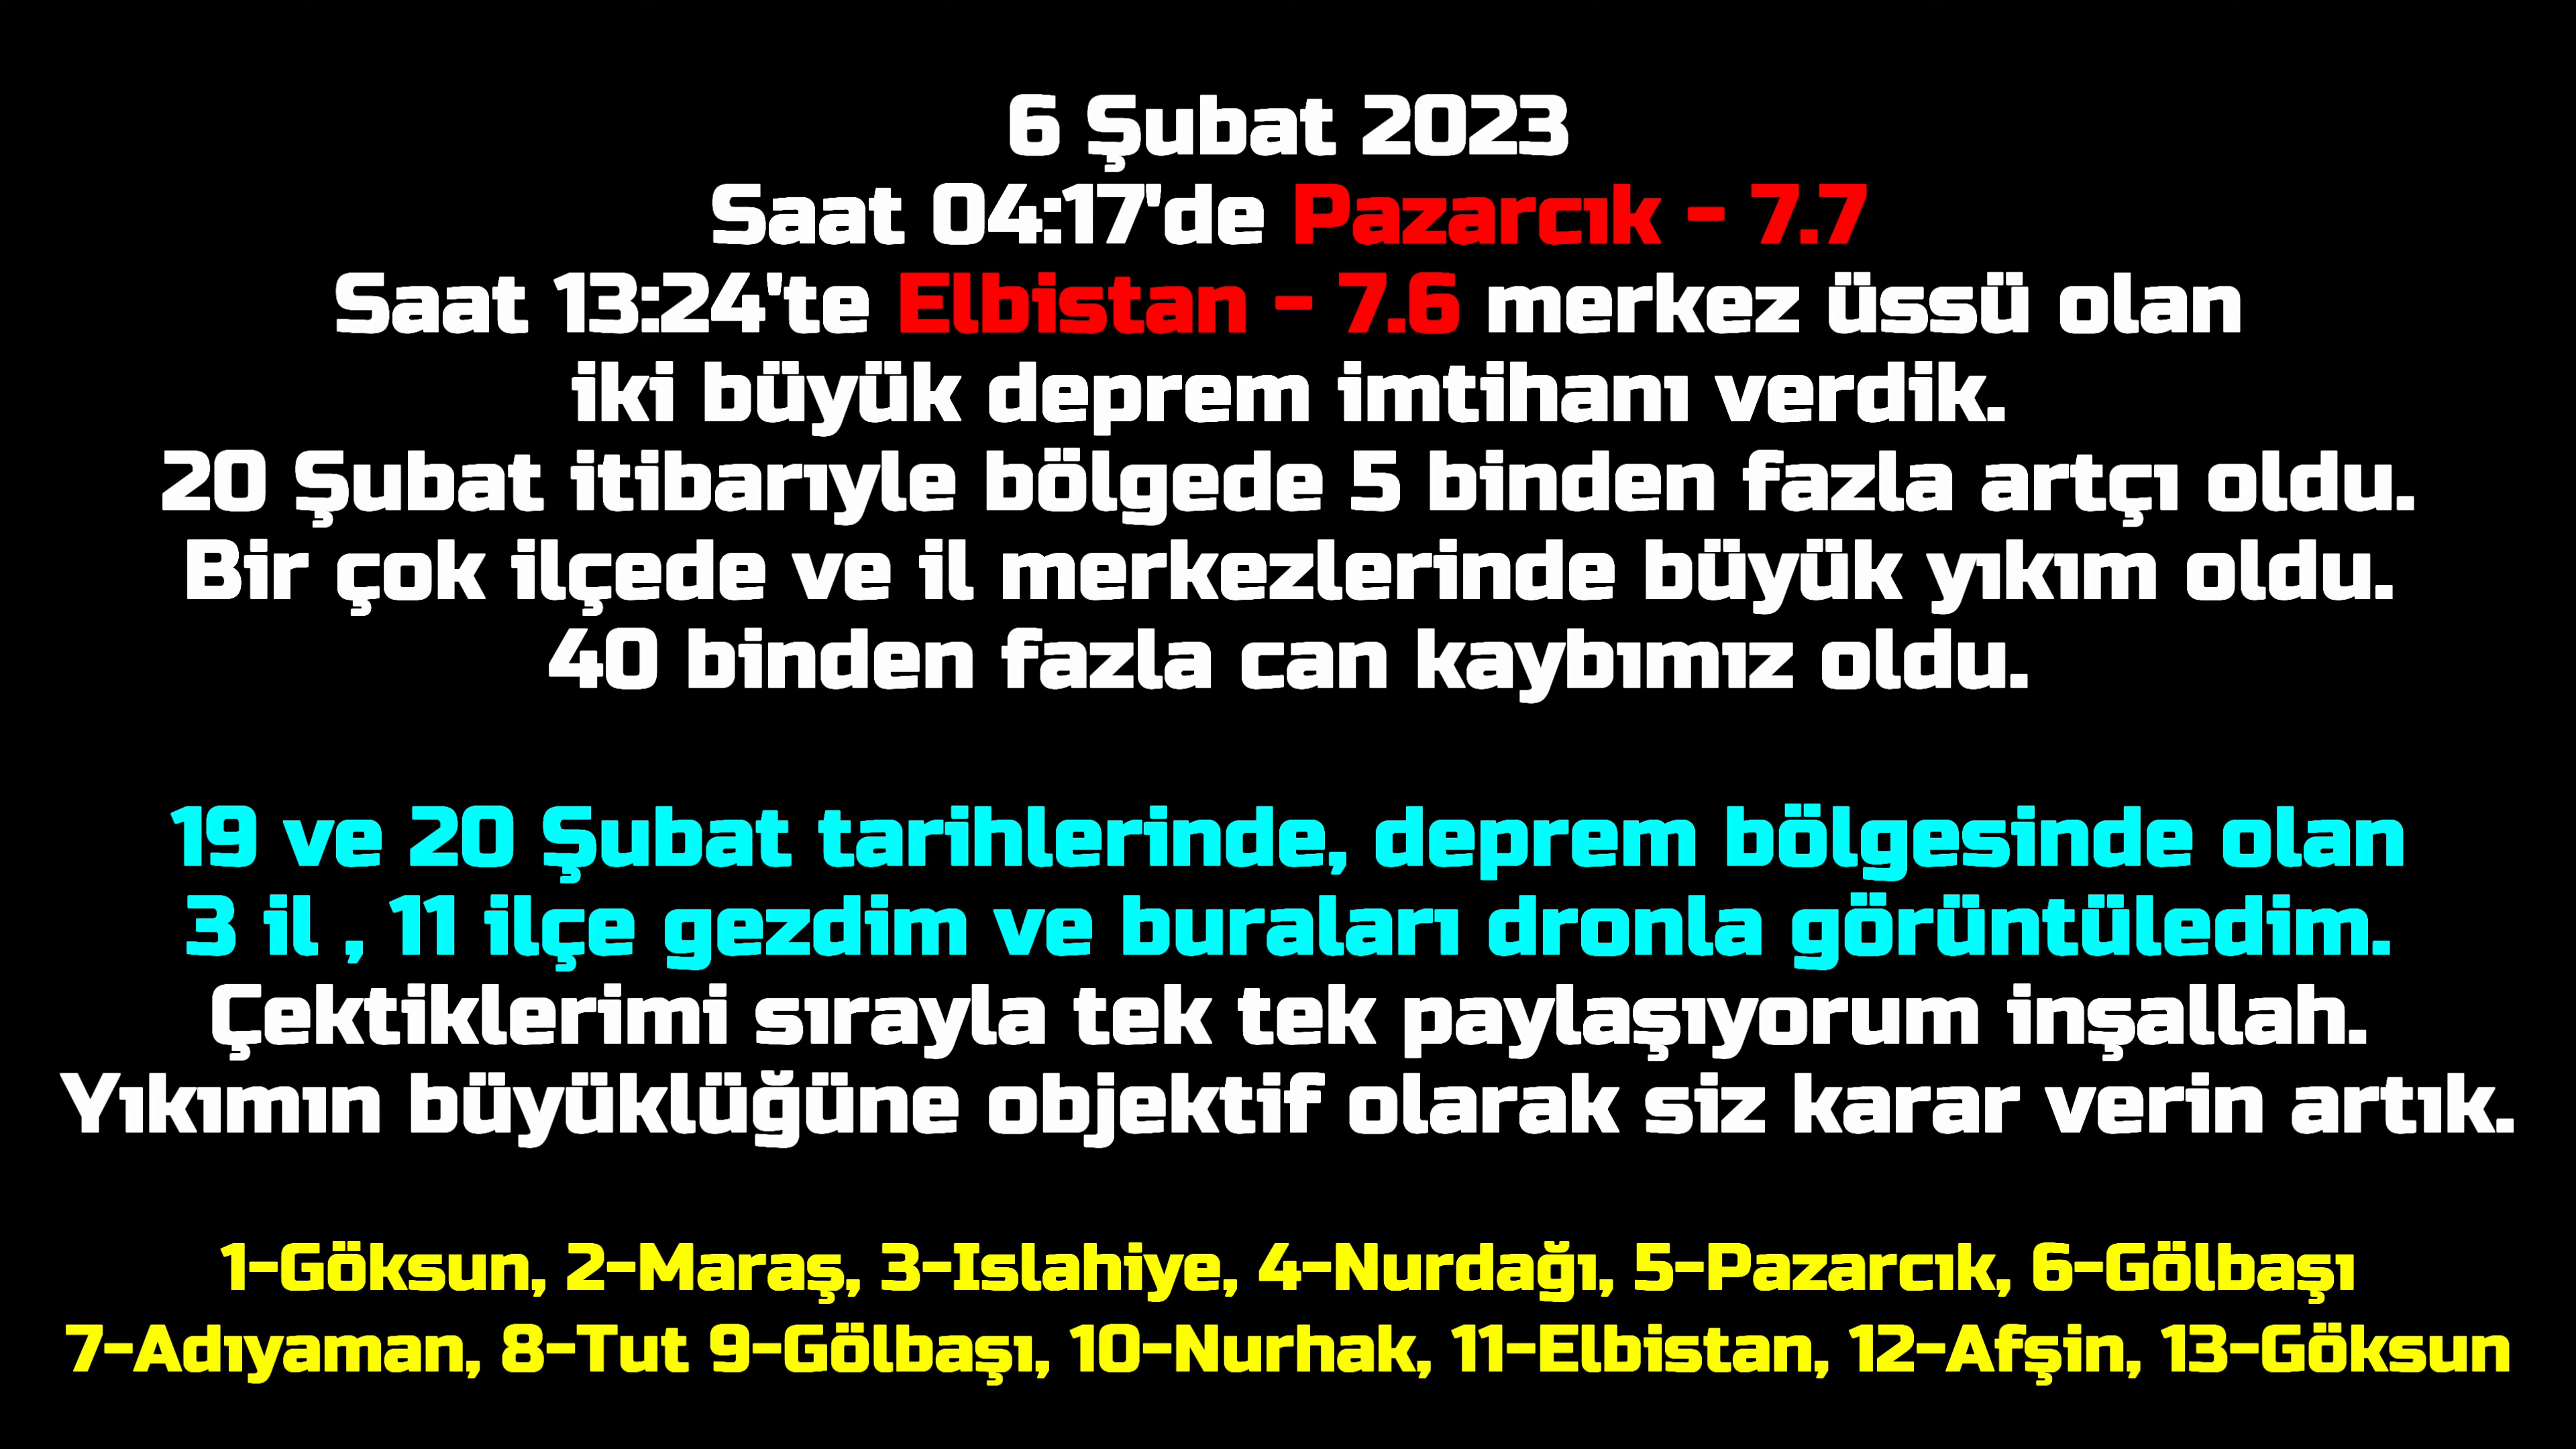 6 Şubat 2023
Saat 04:17'de Pazarcık - 7.7
Saat 13:24'te Elbistan - 7.6 merkez üssü olan
iki büyük deprem imtihanı verdik.
20 Şubat itibarıyle bölgede 5 binden fazla artçı oldu.
Bir çok ilçede ve il merkezlerinde büyük yıkım oldu.
40 binden fazla can kaybımız oldu.
19 ve 20 Şubat tarihlerinde, deprem bölgesinde olan
3 il , 11 ilçe gezdim ve buraları dronla görüntüledim.
Çektiklerimi sırayla tek tek paylaşıyorum inşallah.
Yıkımın büyüklüğüne objektif olarak siz karar verin artık.
1-Göksun, 2-Maraş, 3-Islahiye, 4-Nurdağı, 5-Pazarcık, 6-Gölbaşı
7-Adıyaman, 8-Tut 9-Gölbaşı, 10-Nurhak, 11-Elbistan, 12-Afşin, 13-Göksun